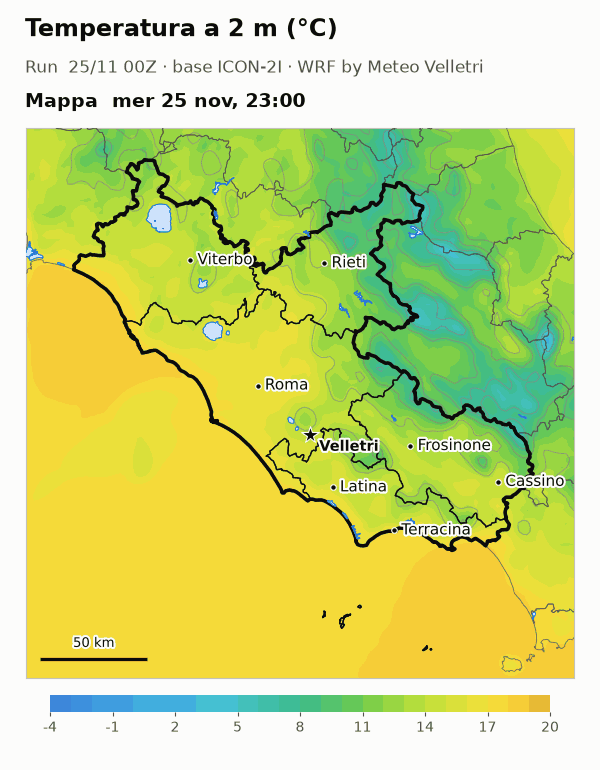 Temperatura a 2 m (°C)
Run  25/11 00Z · base ICON-2I · WRF by Meteo Velletri
Mappa  mer 25 nov, 23:00
Viterbo
Rieti
Roma
Velletri
Frosinone
Cassino
Latina
Terracina
50 km
-4 -1 2 5 8 11 14 17 20